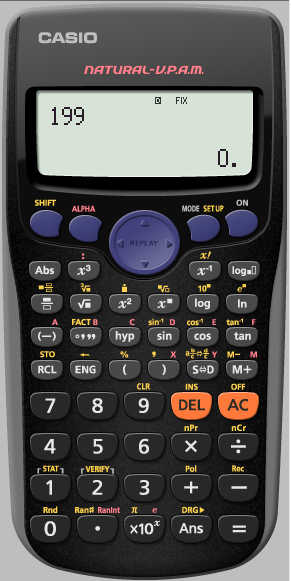 CASIO
NATURAL-V.P.A.M.
D FIX
199
0.
SHIFT ALPHA MODE SETUP ON
REPLAY
: x!
Abs x³ x⁻¹ log▪▯
³√ ˣ√ 10ˣ eˣ
√▪ x² x▪ log ln
A FACT B C sin⁻¹ D cos⁻¹ E tan⁻¹ F
(−) ° ’ ” hyp sin cos tan
STO ← % , X a b/c⇔d/c Y M− M
RCL ENG ( ) S⇔D M+
CLR INS OFF
7 8 9 DEL AC
nPr nCr
4 5 6 × ÷
STAT VERIFY Pol Rec
1 2 3 + −
Rnd Ran# RanInt π e DRG▶
0 · ×10ˣ Ans =